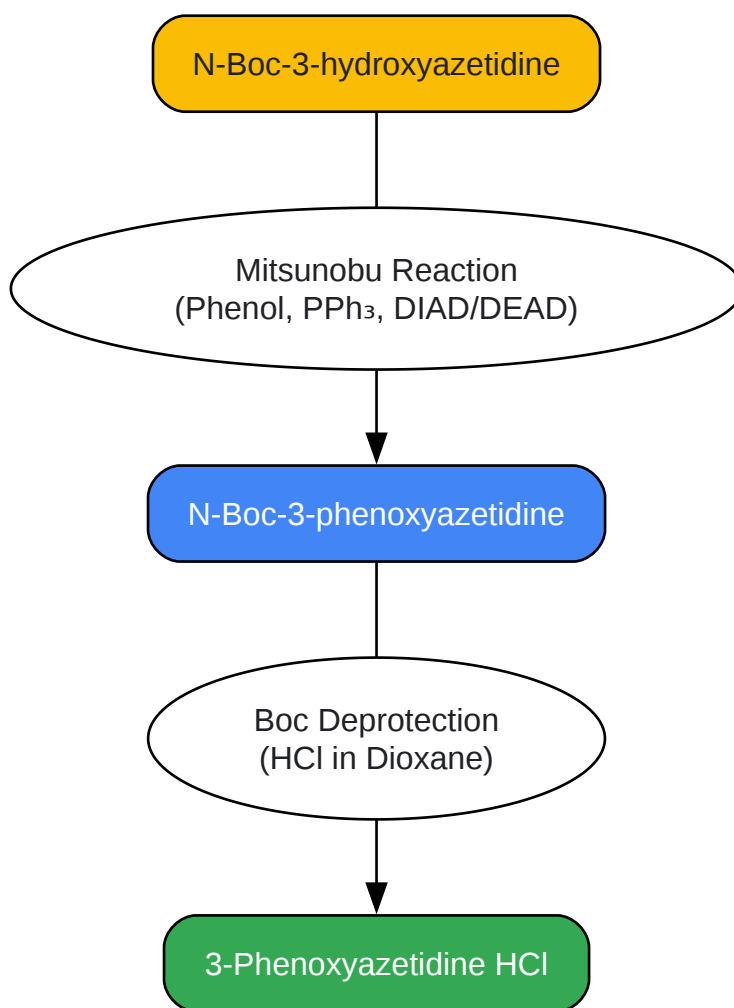 N-Boc-3-hydroxyazetidine
Mitsunobu Reaction
(Phenol, PPh₃, DIAD/DEAD)
N-Boc-3-phenoxyazetidine
Boc Deprotection
(HCl in Dioxane)
3-Phenoxyazetidine HCl